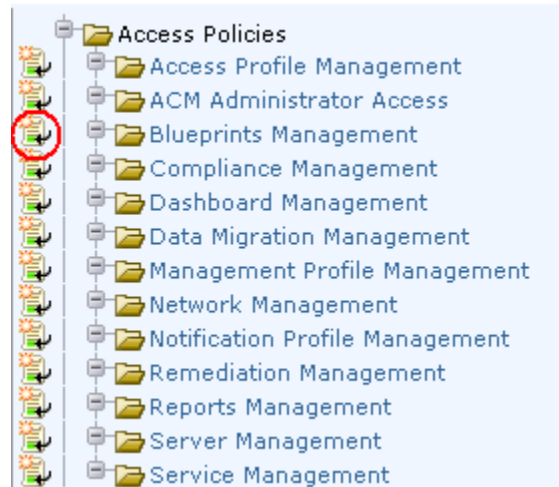 Access Policies
Access Profile Management
ACM Administrator Access
Blueprints Management
Compliance Management
Dashboard Management
Data Migration Management
Management Profile Management
Network Management
Notification Profile Management
Remediation Management
Reports Management
Server Management
Service Management